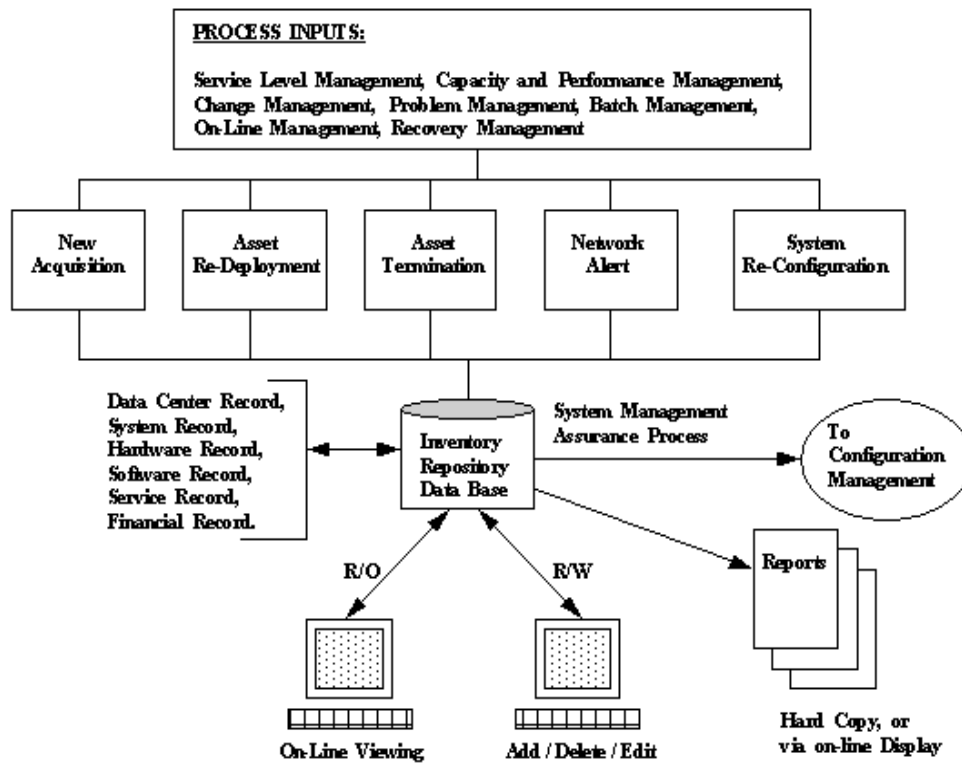 PROCESS INPUTS:
Service Level Management, Capacity and Performance Management,
Change Management, Problem Management, Batch Management,
On-Line Management, Recovery Management
New
Acquisition
Asset
Re-Deployment
Asset
Termination
Network
Alert
System
Re-Configuration
Data Center Record,
System Record,
Hardware Record,
Software Record,
Service Record,
Financial Record.
Inventory
Repository
Data Base
System Management
Assurance Process
To
Configuration
Management
R/O
R/W
Reports
On-Line Viewing
Add / Delete / Edit
Hard Copy, or
via on-line Display